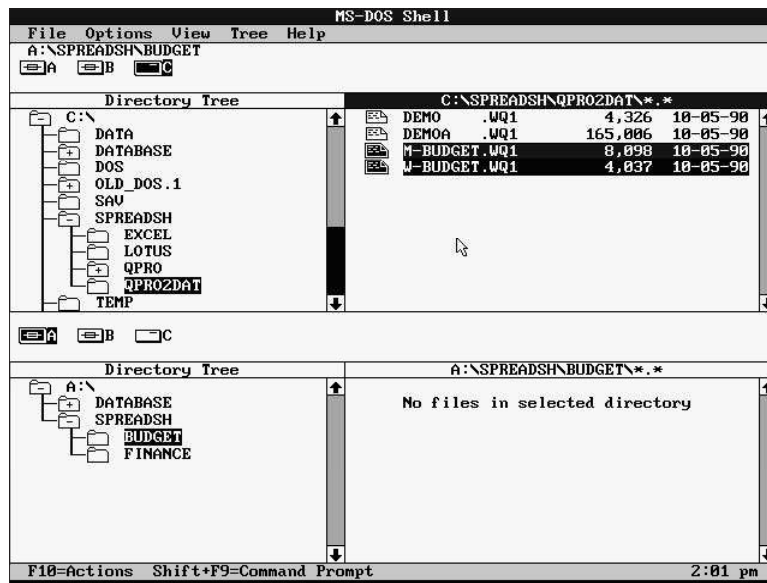 MS-DOS Shell
File Options View Tree Help
A:\SPREADSH\BUDGET
A B C
Directory Tree
C:\
DATA
DATABASE
DOS
OLD_DOS.1
SAV
SPREADSH
EXCEL
LOTUS
QPRO
QPRO2DAT
TEMP
C:\SPREADSH\QPRO2DAT\*.*
DEMO .WQ1 4,326 10-05-90
DEMOA .WQ1 165,006 10-05-90
M-BUDGET.WQ1 8,098 10-05-90
W-BUDGET.WQ1 4,037 10-05-90
A B C
Directory Tree
A:\
DATABASE
SPREADSH
BUDGET
FINANCE
A:\SPREADSH\BUDGET\*.*
No files in selected directory
F10=Actions Shift+F9=Command Prompt 2:01 pm